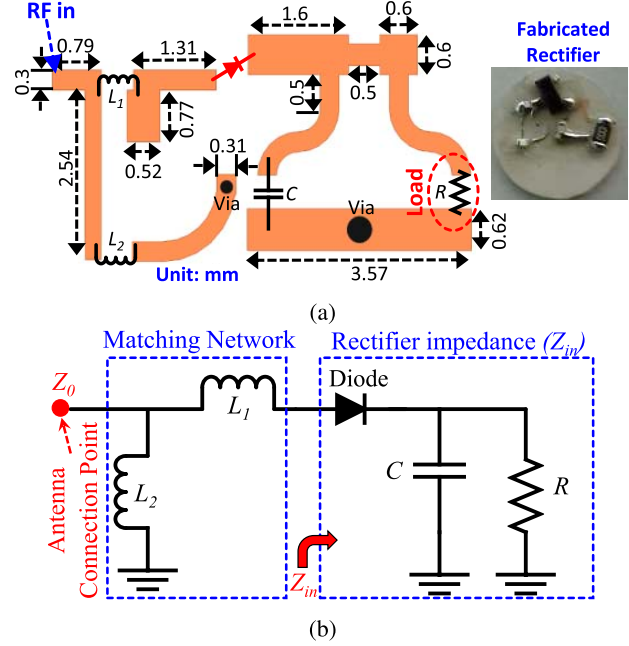 RF in
0.79
1.31
1.6
0.6
0.6
Fabricated
Rectifier
0.3
L1
0.77
0.5
0.5
2.54
0.52
0.31
Via
C
Load
R
Via
0.62
L2
Unit: mm
3.57
(a)
Matching Network
Rectifier impedance (Zin)
Diode
Z0
L1
Antenna
Connection Point
L2
C
R
Zin
(b)